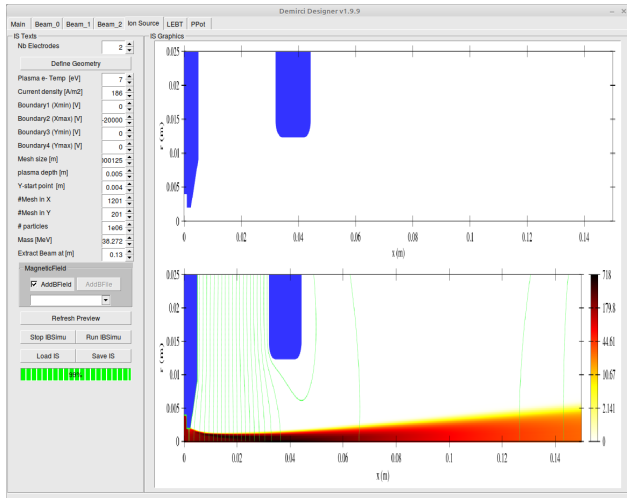 Demirci Designer v1.9.9
Main Beam_0 Beam_1 Beam_2 Ion Source LEBT PPot
IS Texts
Nb Electrodes 2
Define Geometry
Plasma e- Temp [eV] 7
Current density [A/m2] 186
Boundary1 (Xmin) [V] 0
Boundary2 (Xmax) [V] -20000
Boundary3 (Ymin) [V] 0
Boundary4 (Ymax) [V] 0
Mesh size [m] 000125
plasma depth [m] 0.005
Y-start point [m] 0.004
#Mesh in X 1201
#Mesh in Y 201
# particles 1e06
Mass [MeV] 38.272
Extract Beam at [m] 0.13
MagneticField
AddBField AddBFile
Refresh Preview
Stop IBSimu Run IBSimu
Load IS Save IS
99%
IS Graphics
0.025
0.02
0.015
0.01
0.005
0
r (m)
0 0.02 0.04 0.06 0.08 0.1 0.12 0.14
x (m)
0.025
0.02
0.015
0.01
0.005
0
r (m)
0 0.02 0.04 0.06 0.08 0.1 0.12 0.14
x (m)
718
179.8
44.61
10.67
2.141
0